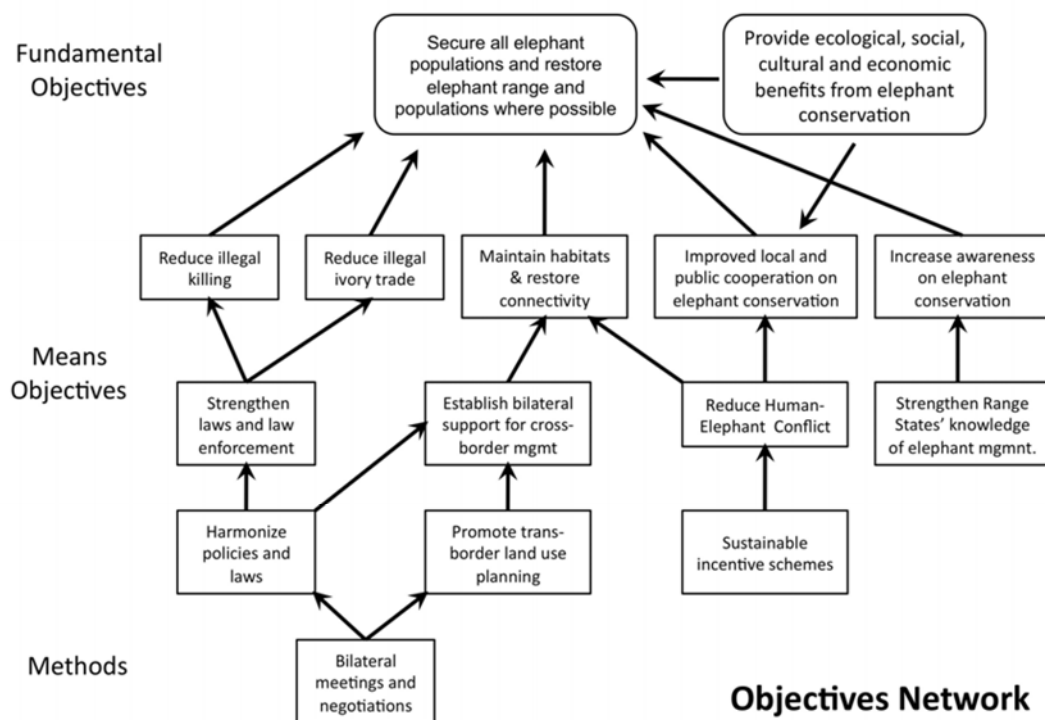 Fundamental
Objectives
Secure all elephant
populations and restore
elephant range and
populations where possible
Provide ecological, social,
cultural and economic
benefits from elephant
conservation
Reduce illegal
killing
Reduce illegal
ivory trade
Maintain habitats
& restore
connectivity
Improved local and
public cooperation on
elephant conservation
Increase awareness
on elephant
conservation
Means
Objectives
Strengthen
laws and law
enforcement
Establish bilateral
support for cross-
border mgmt
Reduce Human-
Elephant Conflict
Strengthen Range
States' knowledge
of elephant mgmnt.
Harmonize
policies and
laws
Promote trans-
border land use
planning
Sustainable
incentive schemes
Methods
Bilateral
meetings and
negotiations
Objectives Network